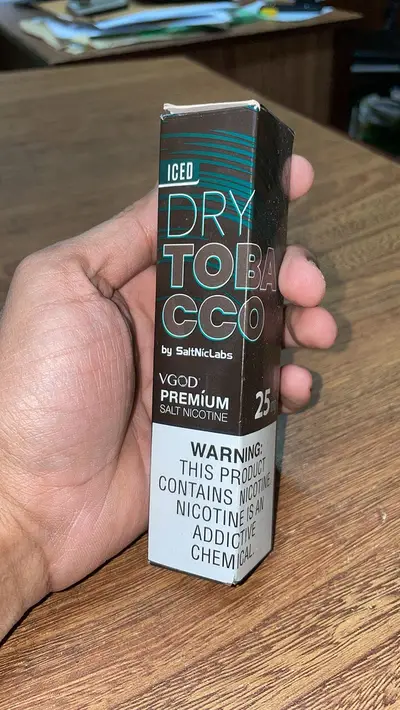 ICED
DRY
TOBA
CCO
by SaltNicLabs
VGOD
PREMIUM
SALT NICOTINE
25
WARNING:
THIS PRODUCT
CONTAINS NICOTINE
NICOTINE IS AN
ADDICTIVE
CHEMICAL.